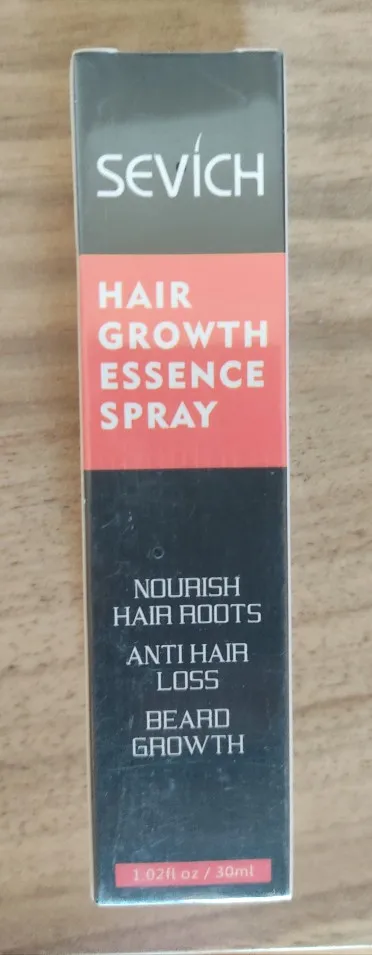 SEVICH
HAIR
GROWTH
ESSENCE
SPRAY
NOURISH
HAIR ROOTS
ANTI HAIR
LOSS
BEARD
GROWTH
1.02fl oz / 30ml